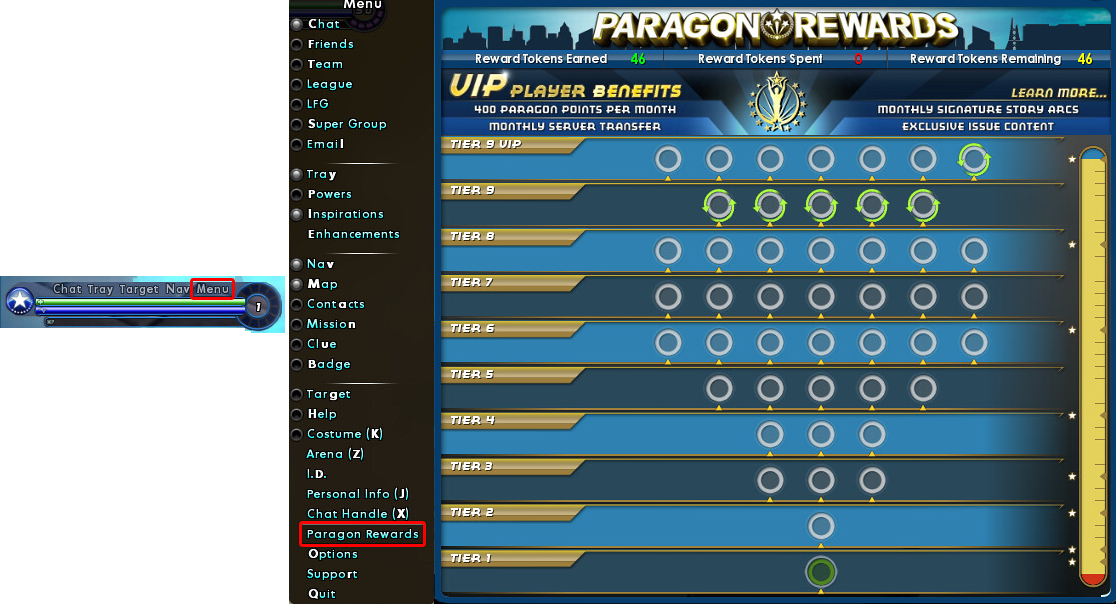 Chat Tray Target Nav Menu
1
XP
Menu
Chat
Friends
Team
League
LFG
Super Group
Email
Tray
Powers
Inspirations
Enhancements
Nav
Map
Contacts
Mission
Clue
Badge
Target
Help
Costume (K)
Arena (Z)
I.D.
Personal Info (J)
Chat Handle (X)
Paragon Rewards
Options
Support
Quit
PARAGON REWARDS
Reward Tokens Earned 46 Reward Tokens Spent 0 Reward Tokens Remaining 46
VIP PLAYER BENEFITS
LEARN MORE...
400 PARAGON POINTS PER MONTH
MONTHLY SIGNATURE STORY ARCS
MONTHLY SERVER TRANSFER
EXCLUSIVE ISSUE CONTENT
TIER 9 VIP
TIER 9
TIER 8
TIER 7
TIER 6
TIER 5
TIER 4
TIER 3
TIER 2
TIER 1